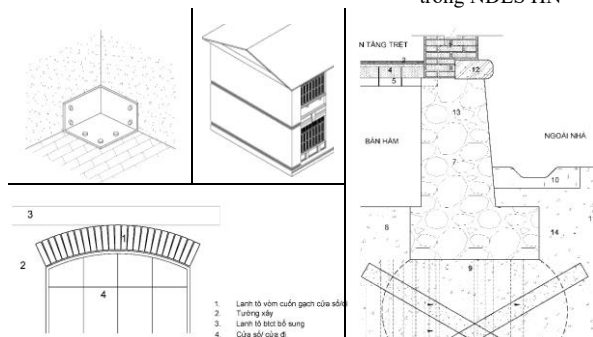 trong NDLS HN
N TẦNG TRỆT
2
3
4
5
12
13
BÁN HẦM
NGOÀI NHÀ
7
10
8
14
9
3
1
2
4
1. Lanh tô vòm cuốn gạch cửa sổ/
2. Tường xây
3. Lanh tô btct bổ sung
4. Cửa sổ/ cửa đi